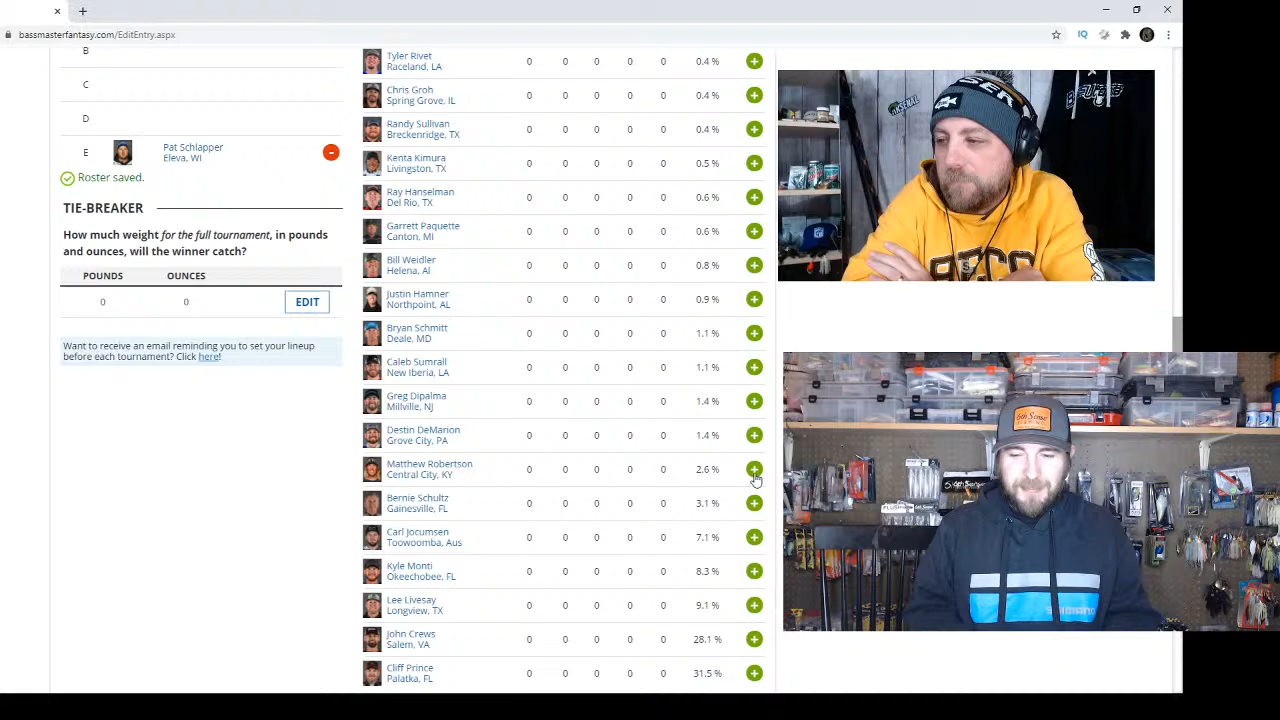 bassmasterfantasy.com/EditEntry.aspx
IQ
B
C
D
E
Pat Schlapper
Eleva, WI
Roster saved.
TIE-BREAKER
How much weight for the full tournament, in pounds
and ounces, will the winner catch?
POUNDS OUNCES
0 0 EDIT
Want to receive an email reminding you to set your lineup
before each tournament? Click here!
Tyler Rivet
Raceland, LA
0 0 0 0 0 0.4 %
Chris Groh
Spring Grove, IL
0 0 0 0 0 0.4 %
Randy Sullivan
Breckenridge, TX
0 0 0 0 0 0.5 %
Kenta Kimura
Livingston, TX
0 0 0 0 0 0.5 %
Ray Hanselman
Del Rio, TX
0 0 0 0 0 0.6 %
Garrett Paquette
Canton, MI
0 0 0 0 0
Bill Weidler
Helena, Al
0 0 0 0 0 0.8 %
Justin Hamner
Northpoint, AL
0 0 0 0 0 0.9 %
Bryan Schmitt
Deale, MD
0 0 0 0 0 1.1 %
Caleb Sumrall
New Iberia, LA
0 0 0 0 0
Greg Dipalma
Millville, NJ
0 0 0 0 0
Destin DeMarion
Grove City, PA
0 0 0 0 0
Matthew Robertson
Central City, KY
0 0 0 0 0 2.6 %
Bernie Schultz
Gainesville, FL
0 0 0 0 0
Carl Jocumsen
Toowoomba, Aus
0 0 0 0 0 7.1 %
Kyle Monti
Okeechobee, FL
0 0 0 0 0 8.3 %
Lee Livesay
Longview, TX
0 0 0 0 0
John Crews
Salem, VA
0 0 0 0 0 28.1 %
Cliff Prince
Palatka, FL
0 0 0 0 0 31.5 %
ARSENAL
6th Sense
FISHING
SHIMANO